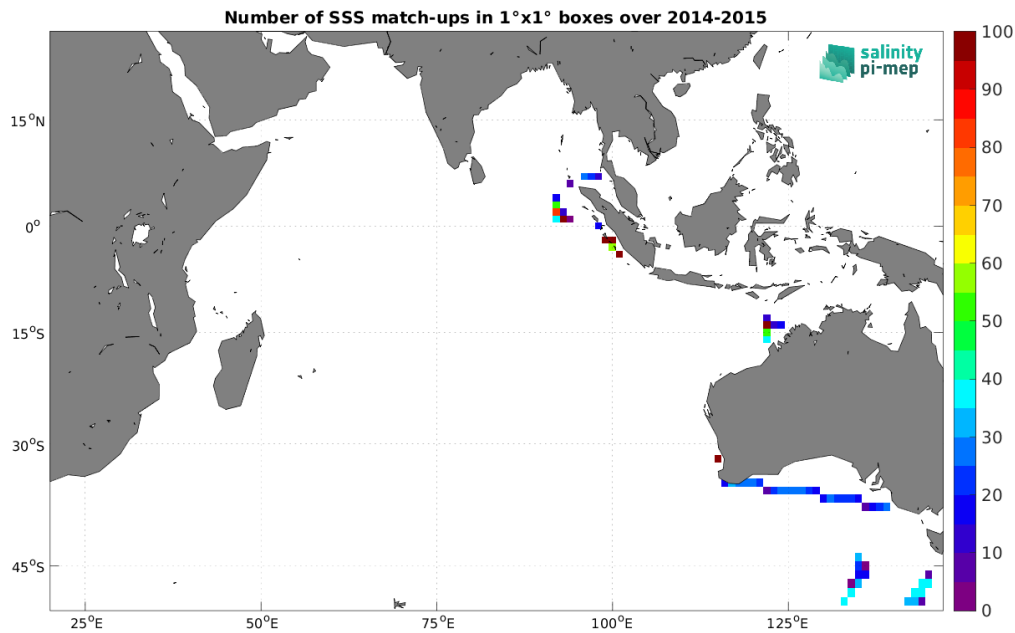 Number of SSS match-ups in 1°x1° boxes over 2014-2015
salinity
pi-mep
15°N
0°
15°S
30°S
45°S
25°E
50°E
75°E
100°E
125°E
100
90
80
70
60
50
40
30
20
10
0